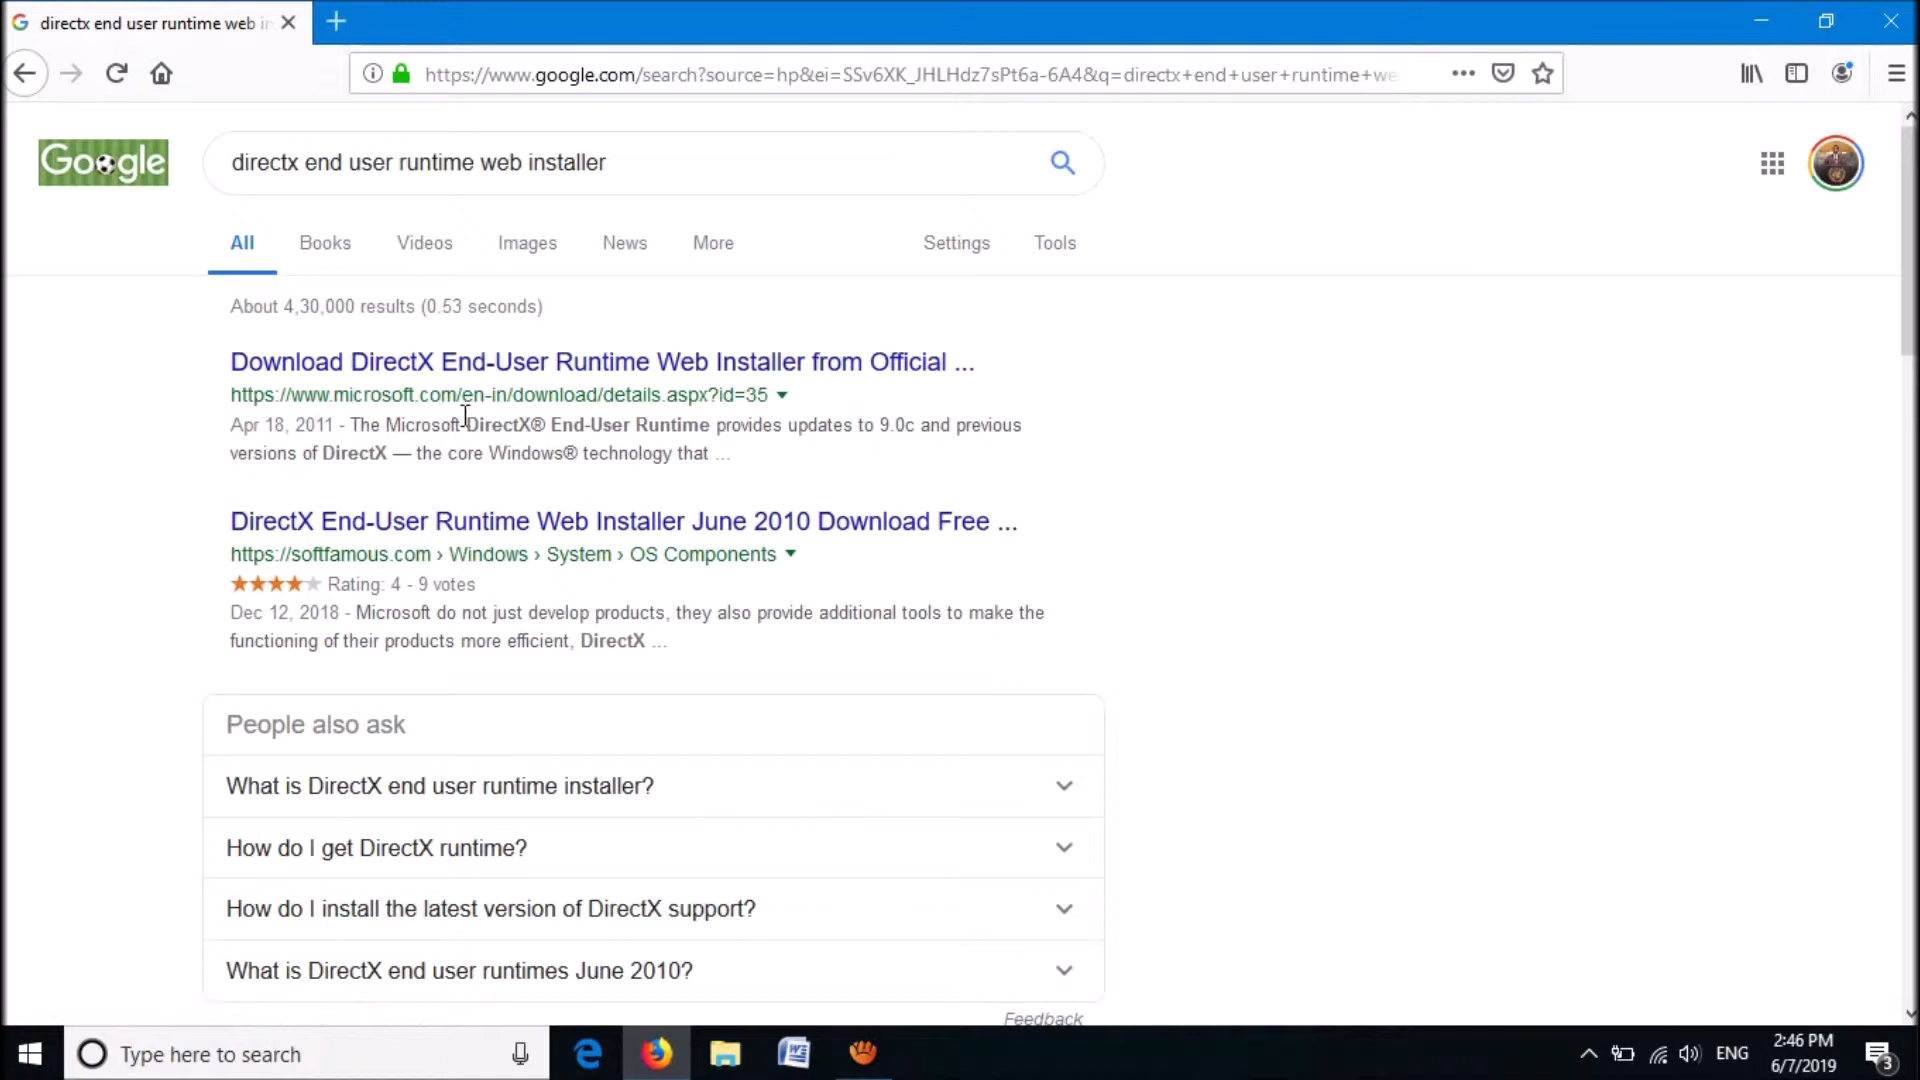 directx end user runtime web in
https://www.google.com/search?source=hp&ei=SSv6XK_JHLHdz7sPt6a-6A4&q=directx+end+user+runtime+we
Google
directx end user runtime web installer
All Books Videos Images News More Settings Tools
About 4,30,000 results (0.53 seconds)
Download DirectX End-User Runtime Web Installer from Official ...
https://www.microsoft.com/en-in/download/details.aspx?id=35
Apr 18, 2011 - The Microsoft DirectX® End-User Runtime provides updates to 9.0c and previous
versions of DirectX — the core Windows® technology that ...
DirectX End-User Runtime Web Installer June 2010 Download Free ...
https://softfamous.com › Windows › System › OS Components
Rating: 4 - 9 votes
Dec 12, 2018 - Microsoft do not just develop products, they also provide additional tools to make the
functioning of their products more efficient, DirectX ...
People also ask
What is DirectX end user runtime installer?
How do I get DirectX runtime?
How do I install the latest version of DirectX support?
What is DirectX end user runtimes June 2010?
Feedback
Type here to search
ENG
2:46 PM
6/7/2019
3